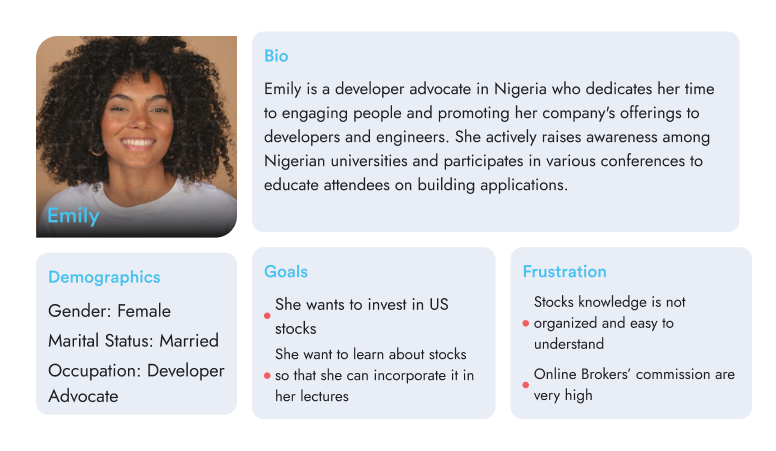 Emily
Bio
Emily is a developer advocate in Nigeria who dedicates her time
to engaging people and promoting her company's offerings to
developers and engineers. She actively raises awareness among
Nigerian universities and participates in various conferences to
educate attendees on building applications.
Demographics
Gender: Female
Marital Status: Married
Occupation: Developer
Advocate
Goals
She wants to invest in US
stocks
She want to learn about stocks
so that she can incorporate it in
her lectures
Frustration
Stocks knowledge is not
organized and easy to
understand
Online Brokers’ commission are
very high